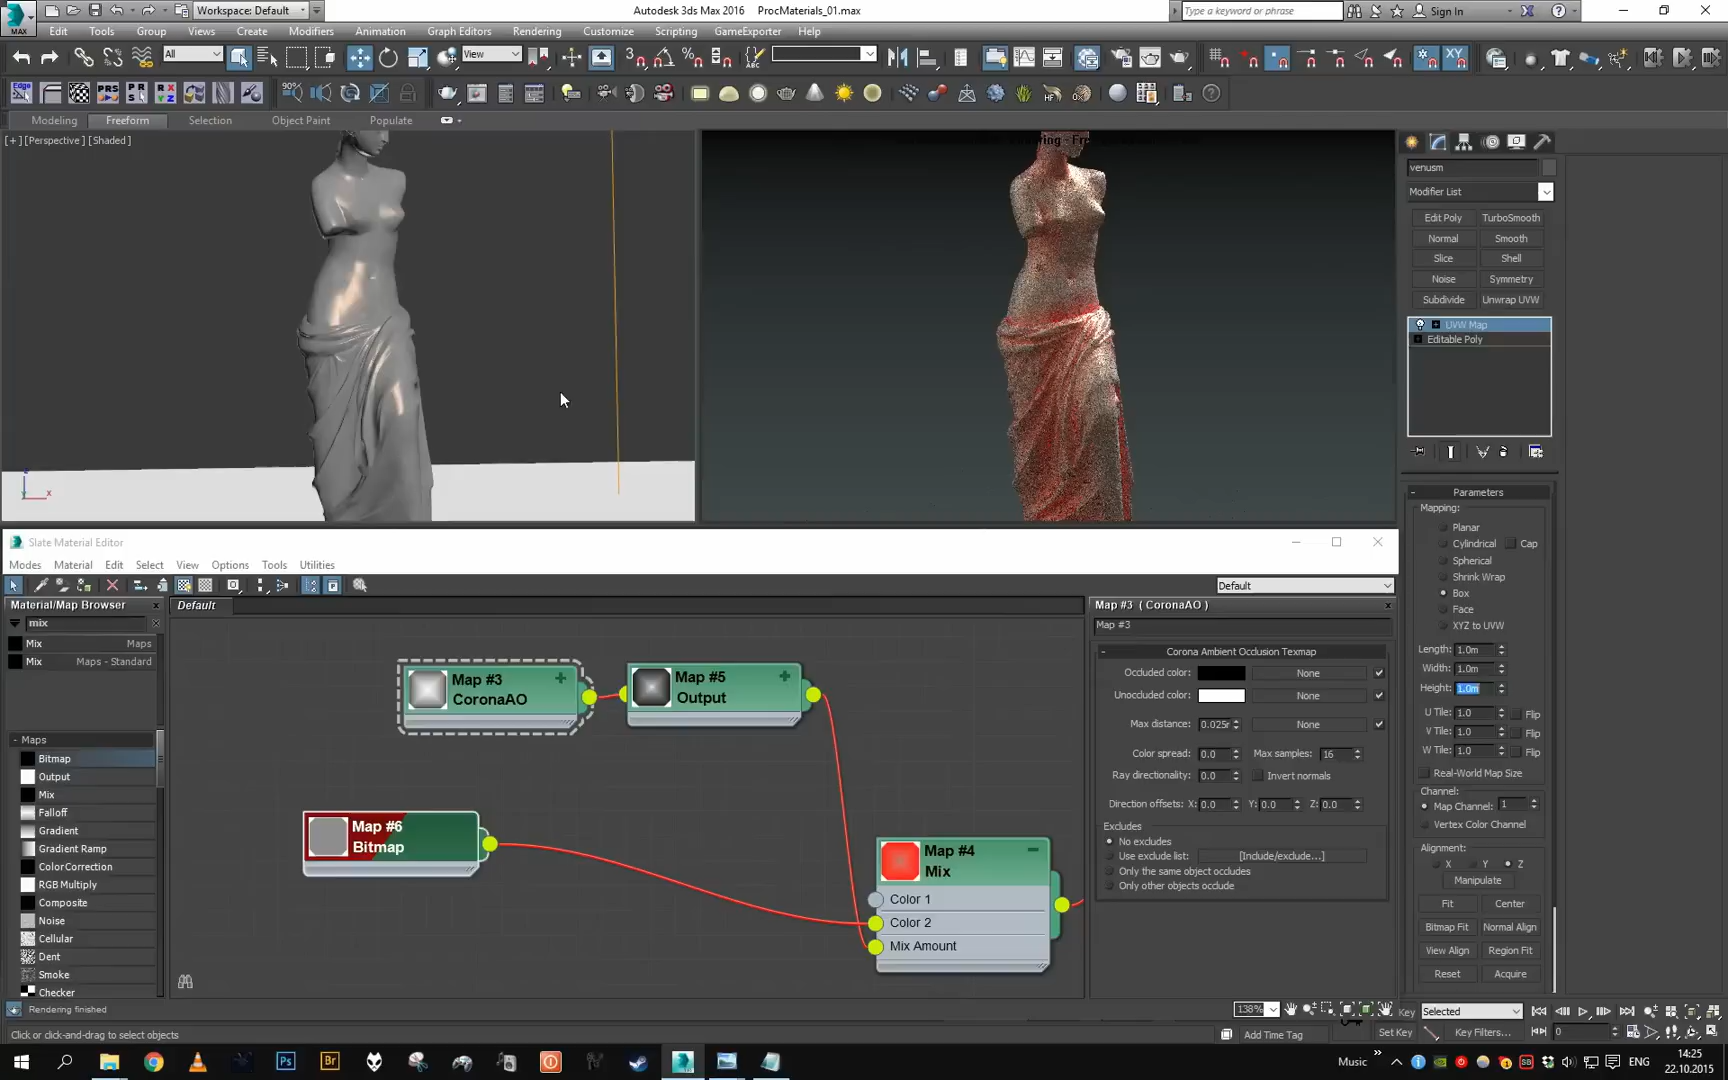 Workspace: Default
Autodesk 3ds Max 2016 ProcMaterials_01.max
Type a keyword or phrase
Sign In
MAX
Edit Tools Group Views Create Modifiers Animation Graph Editors Rendering Customize Scripting GameExporter Help
All
View
Modeling Freeform Selection Object Paint Populate
[+] [Perspective] [Shaded]
venusm
Modifier List
Edit Poly TurboSmooth
Normal Smooth
Slice Shell
Noise Symmetry
Subdivide Unwrap UVW
UVW Map
Editable Poly
Parameters
Mapping:
Planar
Cylindrical Cap
Spherical
Shrink Wrap
Box
Face
XYZ to UVW
Length: 1.0m
Width: 1.0m
Height: 1.0m
U Tile: 1.0 Flip
V Tile: 1.0 Flip
W Tile: 1.0 Flip
Real-World Map Size
Channel:
Map Channel: 1
Vertex Color Channel
Alignment:
X Y Z
Manipulate
Fit Center
Bitmap Fit Normal Align
View Align Region Fit
Reset Acquire
Slate Material Editor
Modes Material Edit Select View Options Tools Utilities
Default
Material/Map Browser
mix
Mix Maps
Mix Maps - Standard
- Maps
Bitmap
Output
Mix
Falloff
Gradient
Gradient Ramp
ColorCorrection
RGB Multiply
Composite
Noise
Cellular
Dent
Smoke
Checker
Default
Map #3
CoronaAO
Map #5
Output
Map #6
Bitmap
Map #4
Mix
Color 1
Color 2
Mix Amount
Map #3 ( CoronaAO )
Map #3
Corona Ambient Occlusion Texmap
Occluded color: None
Unoccluded color: None
Max distance: 0.025 None
Color spread: 0.0 Max samples: 16
Ray directionality: 0.0 Invert normals
Direction offsets: X: 0.0 Y: 0.0 Z: 0.0
Excludes
No excludes
Use exclude list: [Include/exclude...]
Only the same object occludes
Only other objects occlude
Rendering finished
138%
Click or click-and-drag to select objects
Add Time Tag
Key Selected
Set Key Key Filters...
0
Music
ENG
14:25
22.10.2015